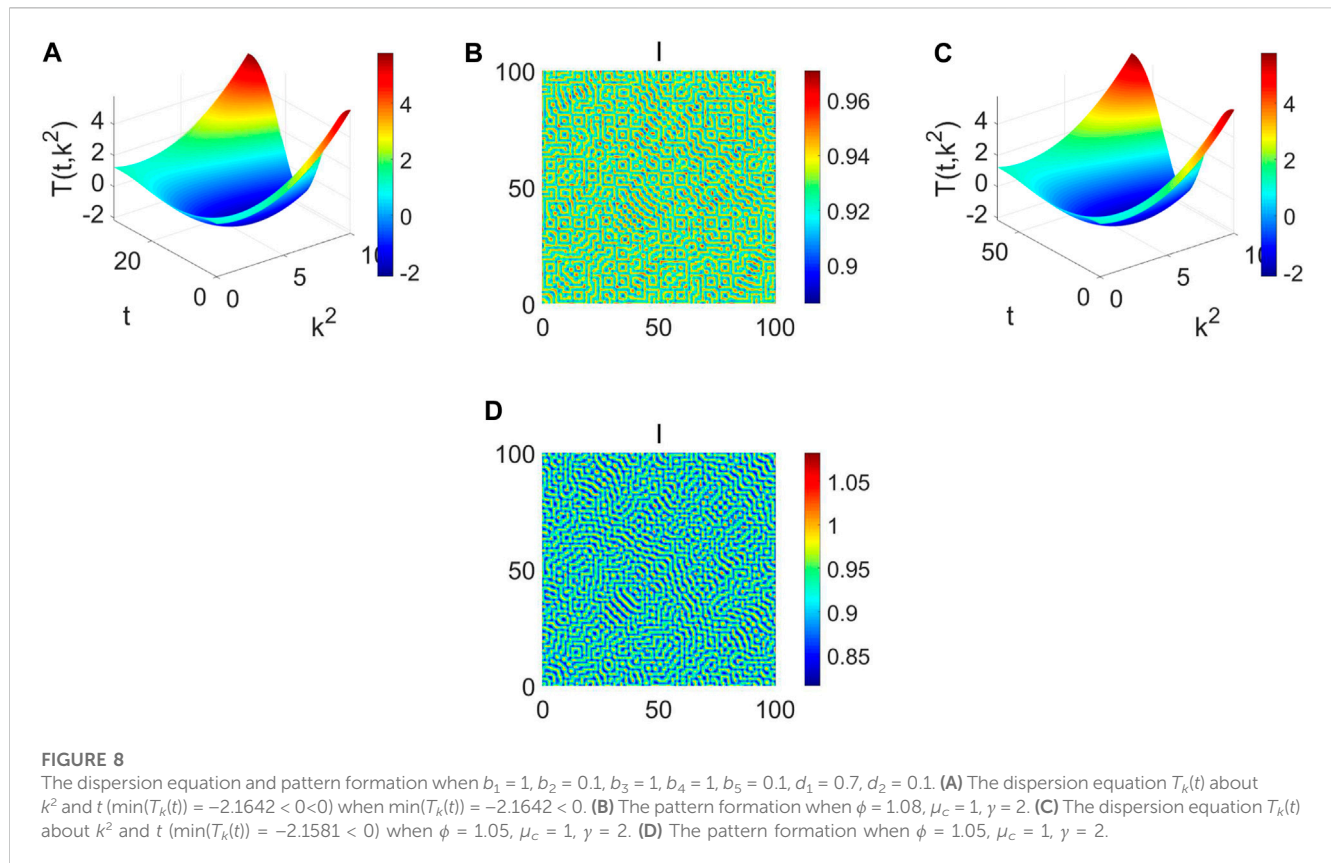 A
4
2
0
-2
T(t,k²)
20
0
t
0
5
10
k²
4
2
0
-2
B
I
100
50
0
0
50
100
0.96
0.94
0.92
0.9
C
4
2
0
-2
T(t,k²)
50
0
t
0
5
10
k²
4
2
0
-2
D
I
100
50
0
0
50
100
1.05
1
0.95
0.9
0.85
FIGURE 8
The dispersion equation and pattern formation when b₁ = 1, b₂ = 0.1, b₃ = 1, b₄ = 1, b₅ = 0.1, d₁ = 0.7, d₂ = 0.1. (A) The dispersion equation Tₖ(t) about
k² and t (min(Tₖ(t)) = −2.1642 < 0<0) when min(Tₖ(t)) = −2.1642 < 0. (B) The pattern formation when ϕ = 1.08, μ_c = 1, γ = 2. (C) The dispersion equation Tₖ(t)
about k² and t (min(Tₖ(t)) = −2.1581 < 0) when ϕ = 1.05, μ_c = 1, γ = 2. (D) The pattern formation when ϕ = 1.05, μ_c = 1, γ = 2.